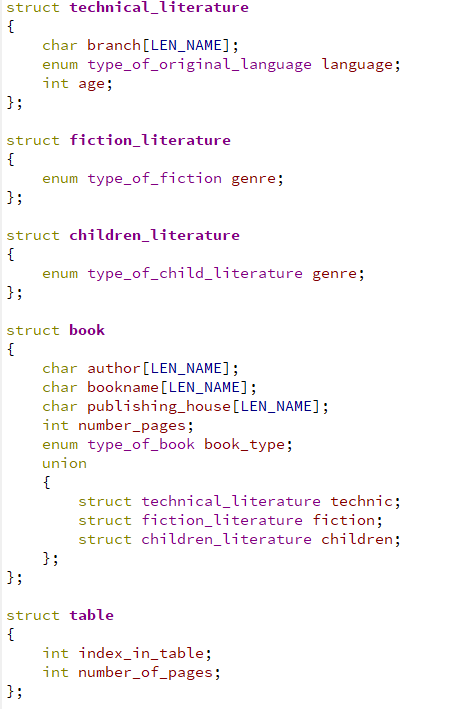 struct technical_literature
{
    char branch[LEN_NAME];
    enum type_of_original_language language;
    int age;
};

struct fiction_literature
{
    enum type_of_fiction genre;
};

struct children_literature
{
    enum type_of_child_literature genre;
};

struct book
{
    char author[LEN_NAME];
    char bookname[LEN_NAME];
    char publishing_house[LEN_NAME];
    int number_pages;
    enum type_of_book book_type;
    union
    {
        struct technical_literature technic;
        struct fiction_literature fiction;
        struct children_literature children;
    };
};

struct table
{
    int index_in_table;
    int number_of_pages;
};